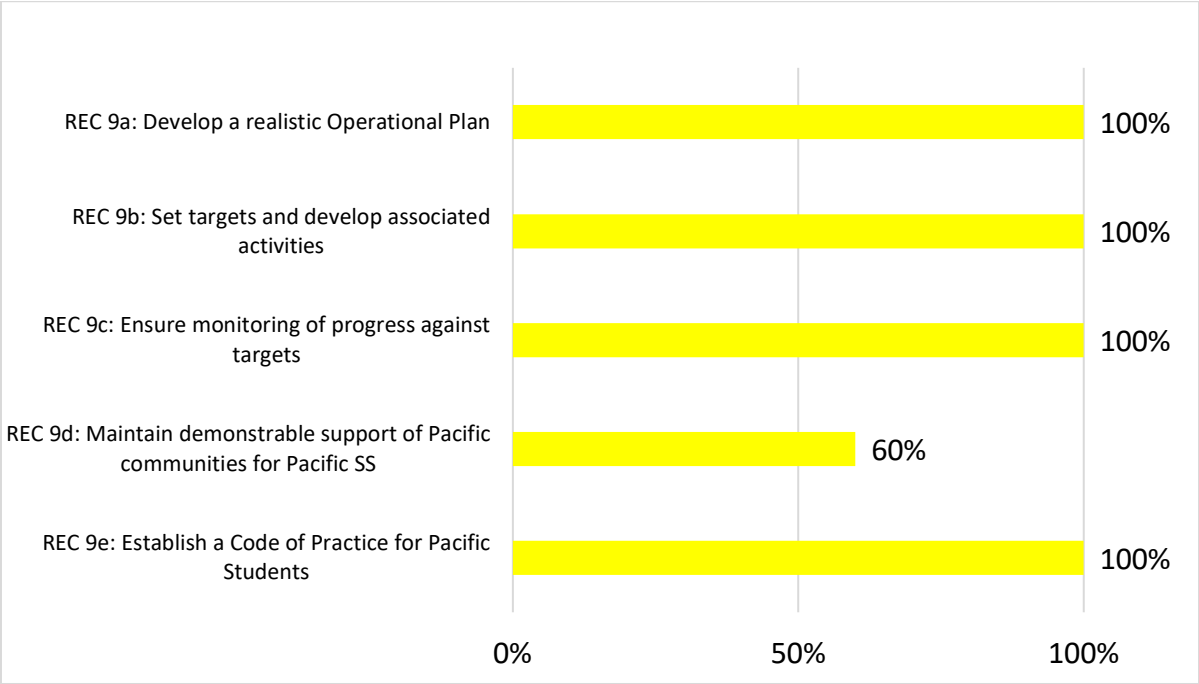 REC 9a: Develop a realistic Operational Plan
100%
REC 9b: Set targets and develop associated
activities
100%
REC 9c: Ensure monitoring of progress against
targets
100%
REC 9d: Maintain demonstrable support of Pacific
communities for Pacific SS
60%
REC 9e: Establish a Code of Practice for Pacific
Students
100%
0% 50% 100%